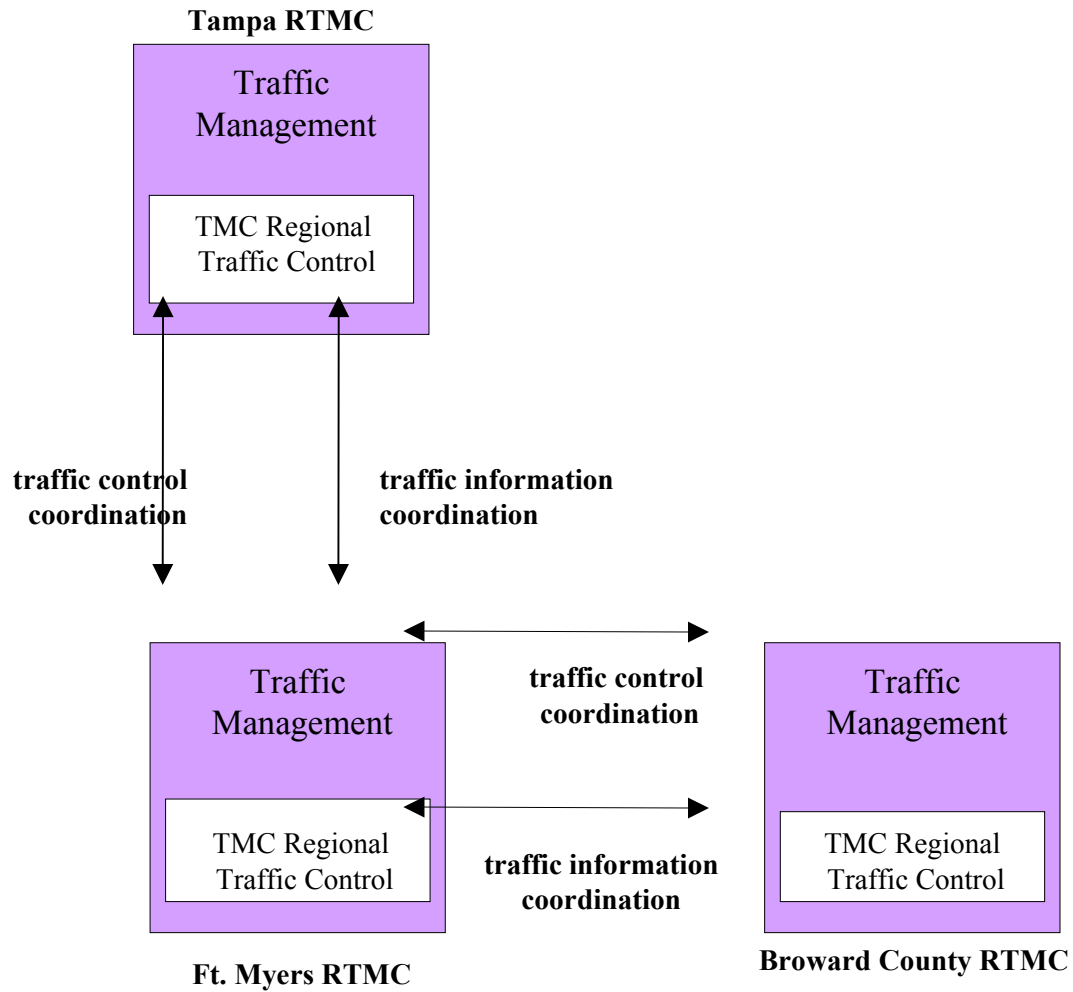 Tampa RTMC
Traffic
Management
TMC Regional
Traffic Control
traffic control
coordination
traffic information
coordination
Traffic
Management
TMC Regional
Traffic Control
Ft. Myers RTMC
traffic control
coordination
traffic information
coordination
Traffic
Management
TMC Regional
Traffic Control
Broward County RTMC